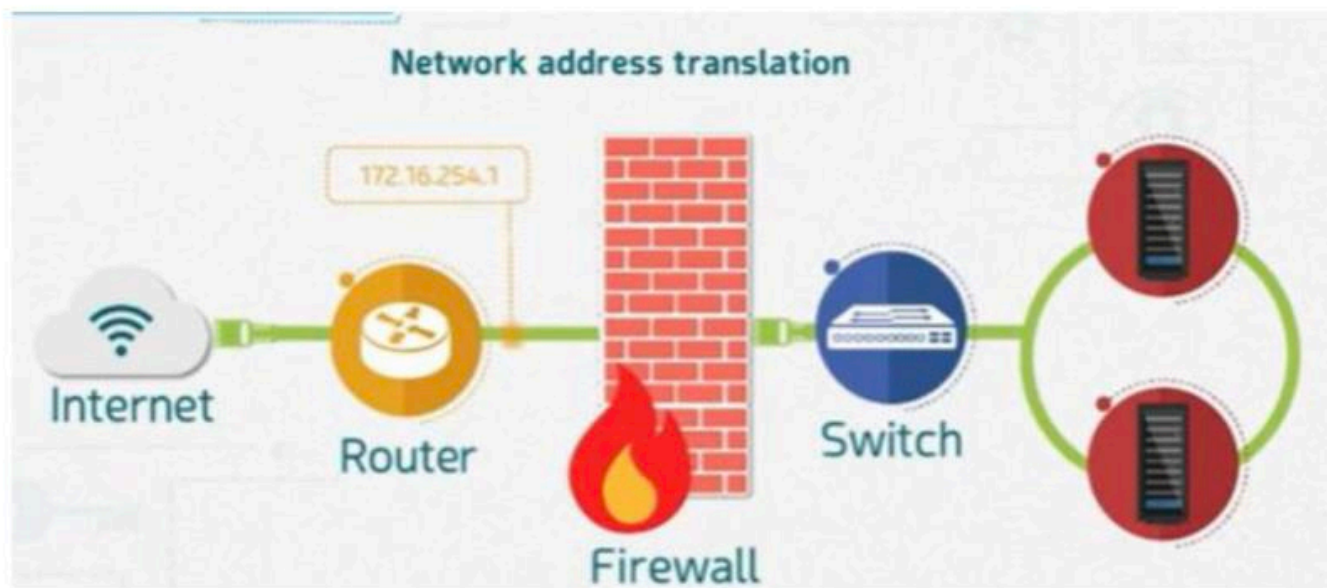 Network address translation
172.16.254.1
Internet
Router
Firewall
Switch